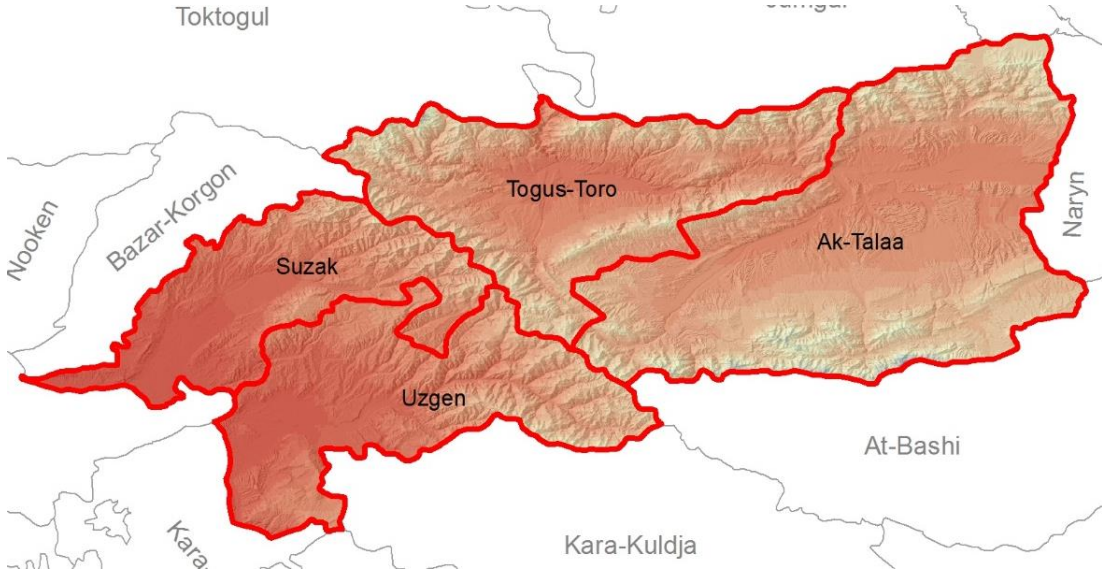 Toktogul
Nooken
Bazar-Korgon
Togus-Toro
Naryn
Ak-Talaa
Suzak
Uzgen
At-Bashi
Kara-Kuldja